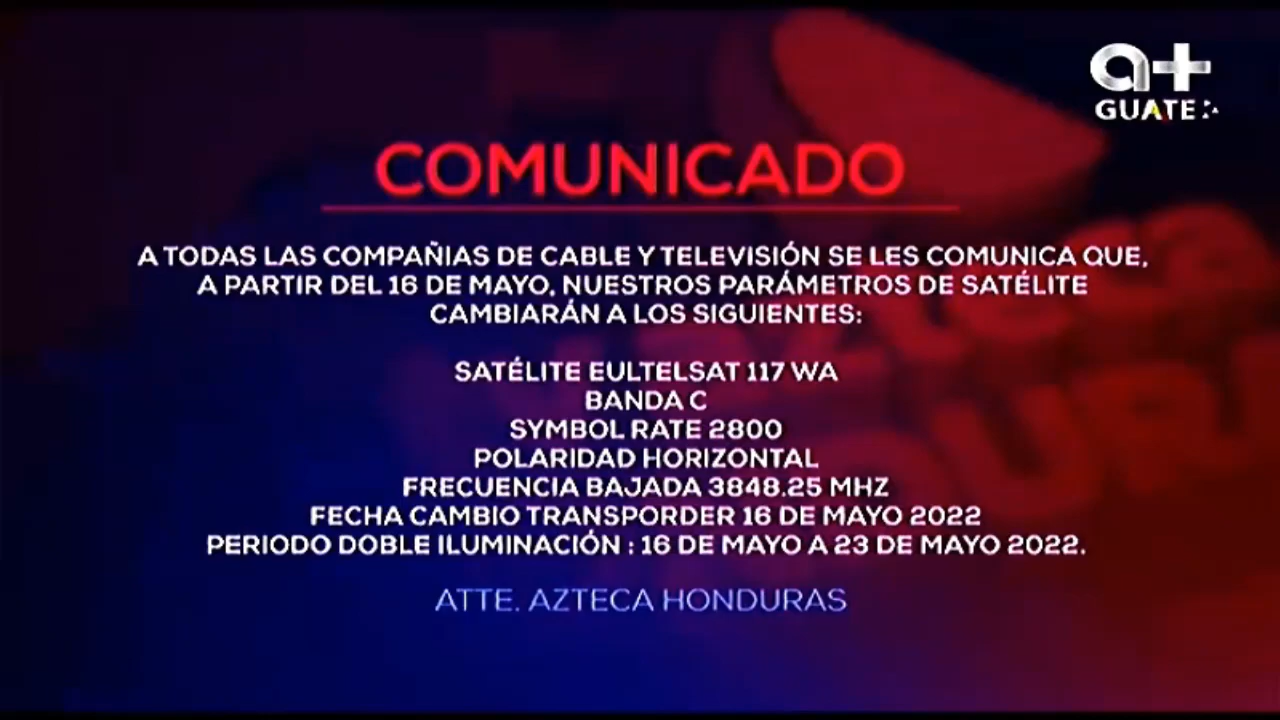 a+
GUATE
COMUNICADO
A TODAS LAS COMPAÑIAS DE CABLE Y TELEVISIÓN SE LES COMUNICA QUE,
A PARTIR DEL 16 DE MAYO, NUESTROS PARÁMETROS DE SATÉLITE
CAMBIARÁN A LOS SIGUIENTES:
SATÉLITE EULTELSAT 117 WA
BANDA C
SYMBOL RATE 2800
POLARIDAD HORIZONTAL
FRECUENCIA BAJADA 3848.25 MHZ
FECHA CAMBIO TRANSPORDER 16 DE MAYO 2022
PERIODO DOBLE ILUMINACIÓN : 16 DE MAYO A 23 DE MAYO 2022.
ATTE. AZTECA HONDURAS